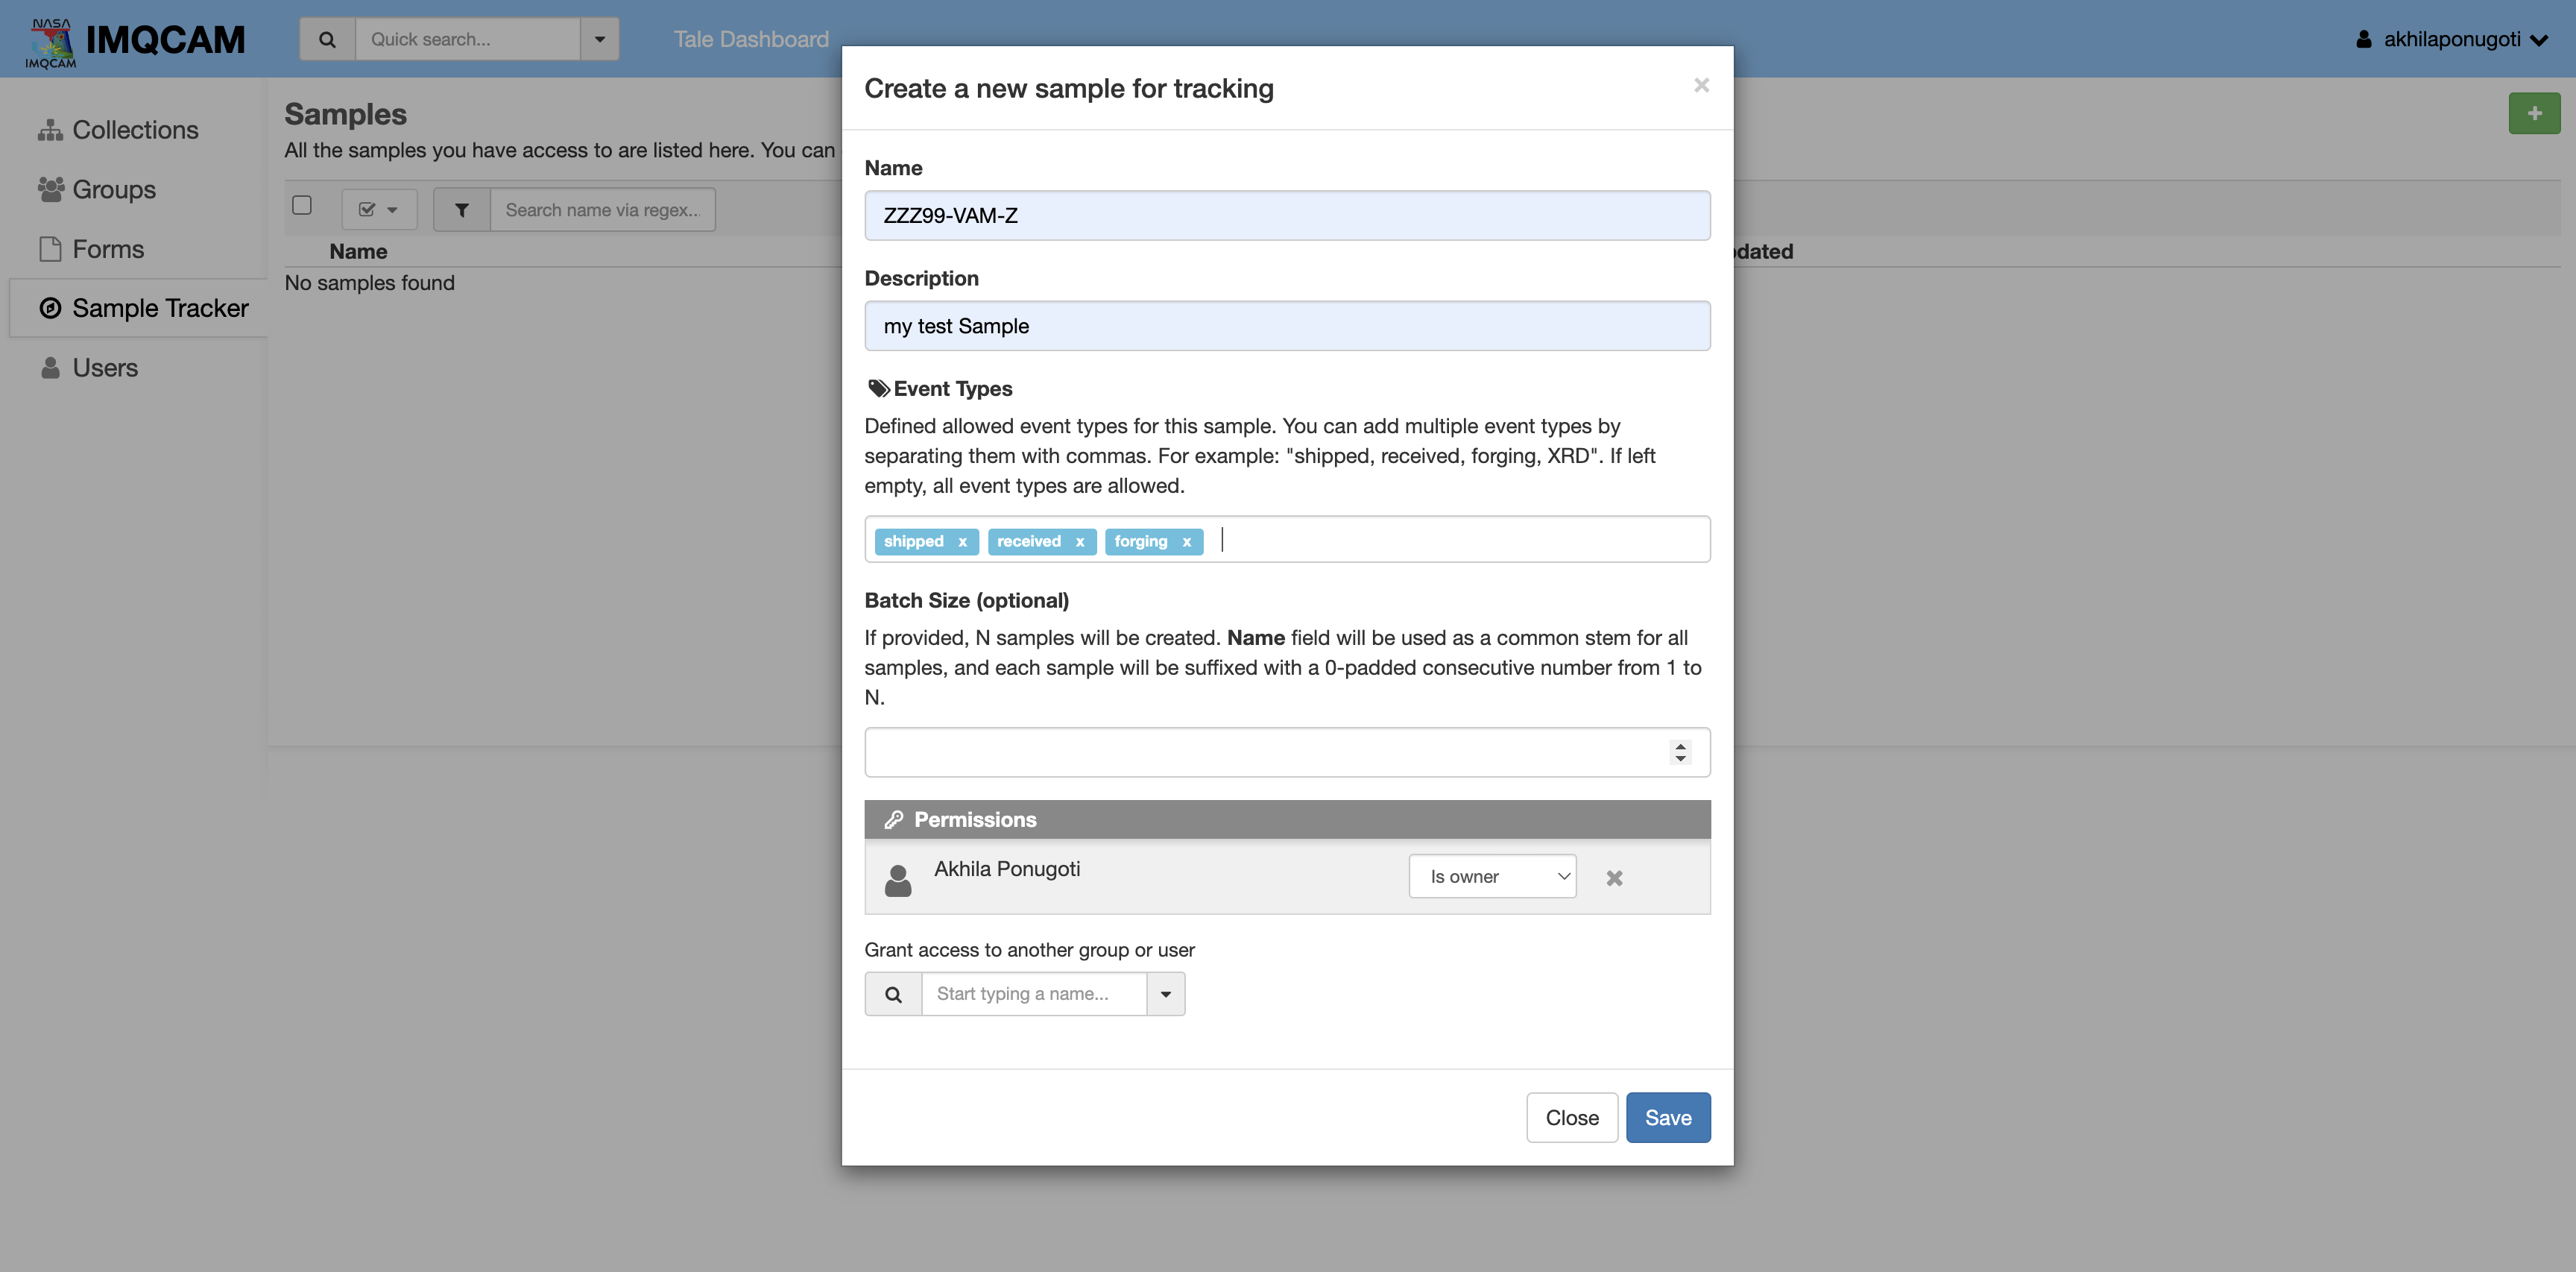 NASA
IMQCAM
IMQCAM
Quick search...
Tale Dashboard
akhilaponugoti
Collections
Groups
Forms
Sample Tracker
Users
Samples
All the samples you have access to are listed here. You can
Search name via regex...
Name
dated
No samples found
Create a new sample for tracking
×
Name
ZZZ99-VAM-Z
Description
my test Sample
Event Types
Defined allowed event types for this sample. You can add multiple event types by
separating them with commas. For example: "shipped, received, forging, XRD". If left
empty, all event types are allowed.
shipped x received x forging x
Batch Size (optional)
If provided, N samples will be created. Name field will be used as a common stem for all
samples, and each sample will be suffixed with a 0-padded consecutive number from 1 to
N.
Permissions
Akhila Ponugoti
Is owner
Grant access to another group or user
Start typing a name...
Close
Save